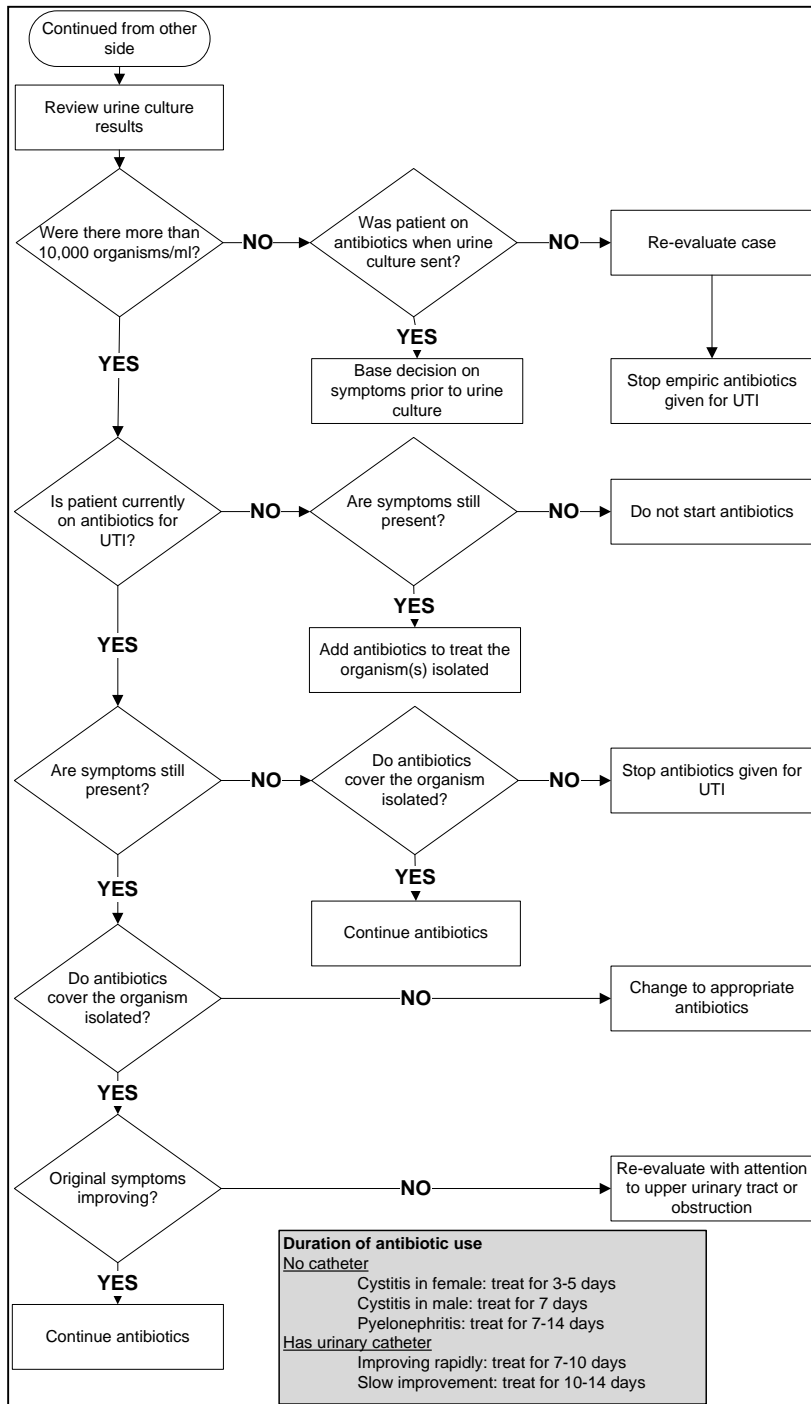 Continued from other
side
Review urine culture
results
Were there more than
10,000 organisms/ml?
NO
Was patient on
antibiotics when urine
culture sent?
NO
Re-evaluate case
YES
YES
Base decision on
symptoms prior to urine
culture
Stop empiric antibiotics
given for UTI
Is patient currently
on antibiotics for
UTI?
NO
Are symptoms still
present?
NO
Do not start antibiotics
YES
YES
Add antibiotics to treat the
organism(s) isolated
Are symptoms still
present?
NO
Do antibiotics
cover the organism
isolated?
NO
Stop antibiotics given for
UTI
YES
YES
Continue antibiotics
Do antibiotics
cover the organism
isolated?
NO
Change to appropriate
antibiotics
YES
Original symptoms
improving?
NO
Re-evaluate with attention
to upper urinary tract or
obstruction
YES
Continue antibiotics
Duration of antibiotic use
No catheter
Cystitis in female: treat for 3-5 days
Cystitis in male: treat for 7 days
Pyelonephritis: treat for 7-14 days
Has urinary catheter
Improving rapidly: treat for 7-10 days
Slow improvement: treat for 10-14 days